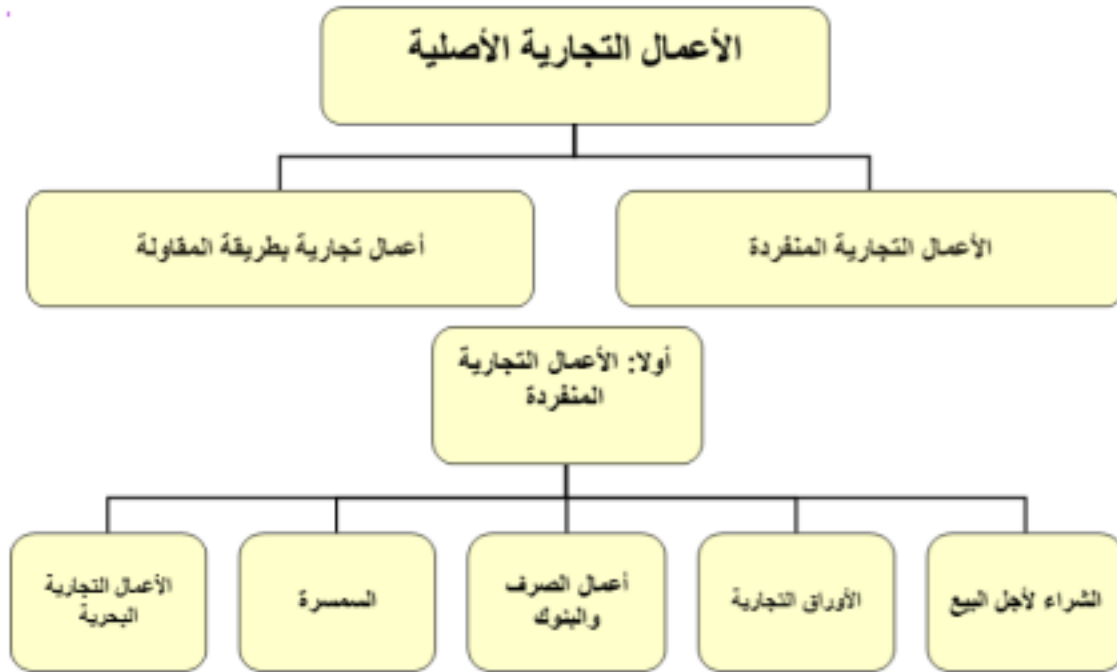 الأعمال التجارية الأصلية
الأعمال التجارية المنفردة
أعمال تجارية بطريقة المقاولة
أولا: الأعمال التجارية
المنفردة
الشراء لأجل البيع
الأوراق التجارية
أعمال الصرف
والبنوك
السمسرة
الأعمال التجارية
البحرية